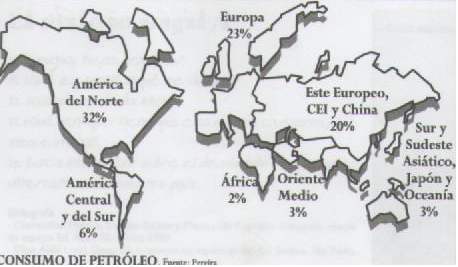 Europa
23%
América
del Norte
32%
Este Europeo,
CEI y China
20%
Sur y
Sudeste
Asiático,
Japón y
Oceanía
3%
América
Central
y del Sur
6%
África
2%
Oriente
Medio
3%
CONSUMO DE PETRÓLEO. Fuente: Pereira